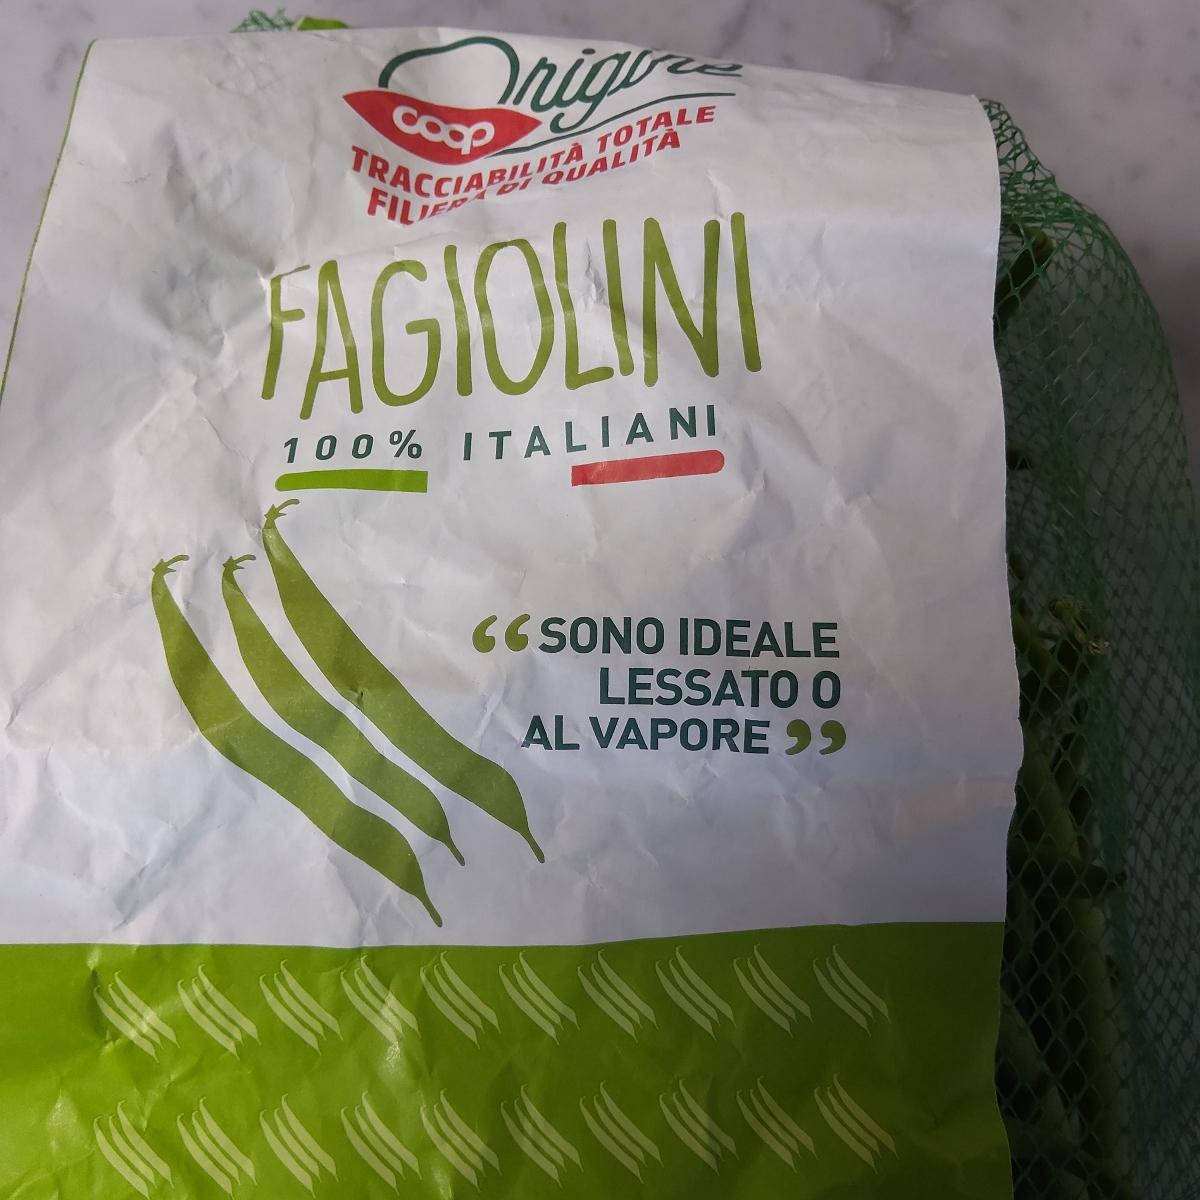 Origine
coop
TRACCIABILITÀ TOTALE
FILIERA DI QUALITÀ
FAGIOLINI
100% ITALIANI
“SONO IDEALE
LESSATO O
AL VAPORE”